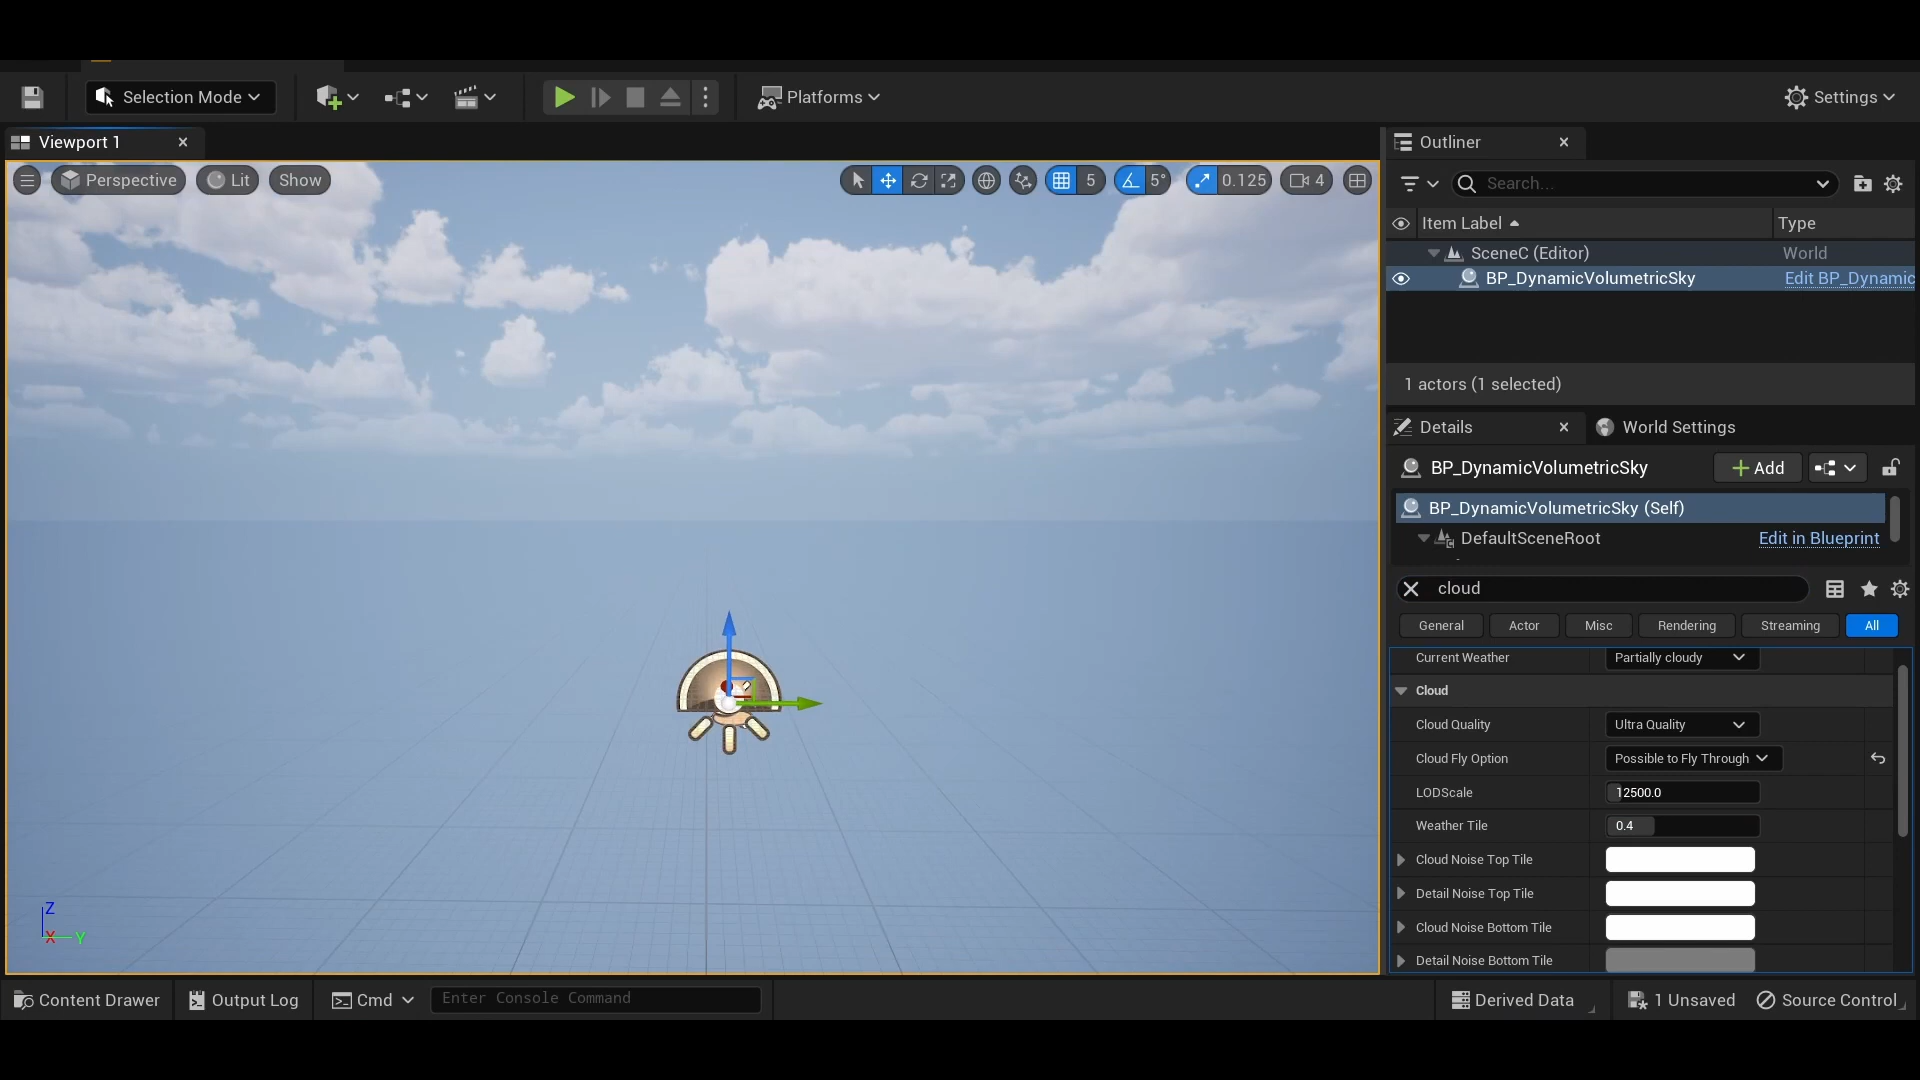 Selection Mode
Platforms
Settings
Viewport 1
Outliner
Perspective
Lit
Show
5
5°
0.125
4
Search...
Item Label
Type
SceneC (Editor)
World
BP_DynamicVolumetricSky
Edit BP_Dynamic
1 actors (1 selected)
Details
World Settings
BP_DynamicVolumetricSky
Add
BP_DynamicVolumetricSky (Self)
DefaultSceneRoot
Edit in Blueprint
cloud
General
Actor
Misc
Rendering
Streaming
All
Current Weather
Partially cloudy
Cloud
Cloud Quality
Ultra Quality
Cloud Fly Option
Possible to Fly Through
LODScale
12500.0
Weather Tile
0.4
Cloud Noise Top Tile
Detail Noise Top Tile
Cloud Noise Bottom Tile
Detail Noise Bottom Tile
Z
X
Y
Content Drawer
Output Log
Cmd
Enter Console Command
Derived Data
1 Unsaved
Source Control